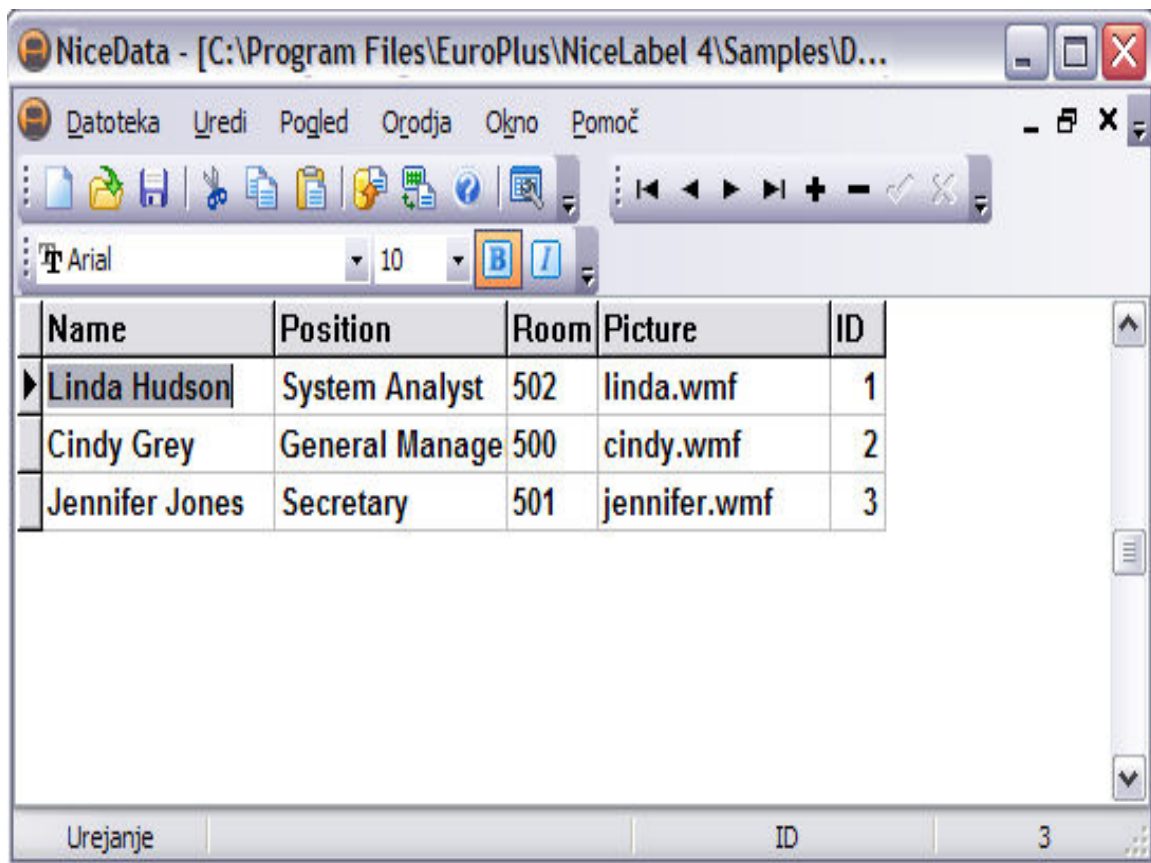 NiceData - [C:\Program Files\EuroPlus\NiceLabel 4\Samples\D...
Datoteka Uredi Pogled Orodja Okno Pomoč
Arial 10 B I
Name Position Room Picture ID
Linda Hudson System Analyst 502 linda.wmf 1
Cindy Grey General Manage 500 cindy.wmf 2
Jennifer Jones Secretary 501 jennifer.wmf 3
Urejanje ID 3